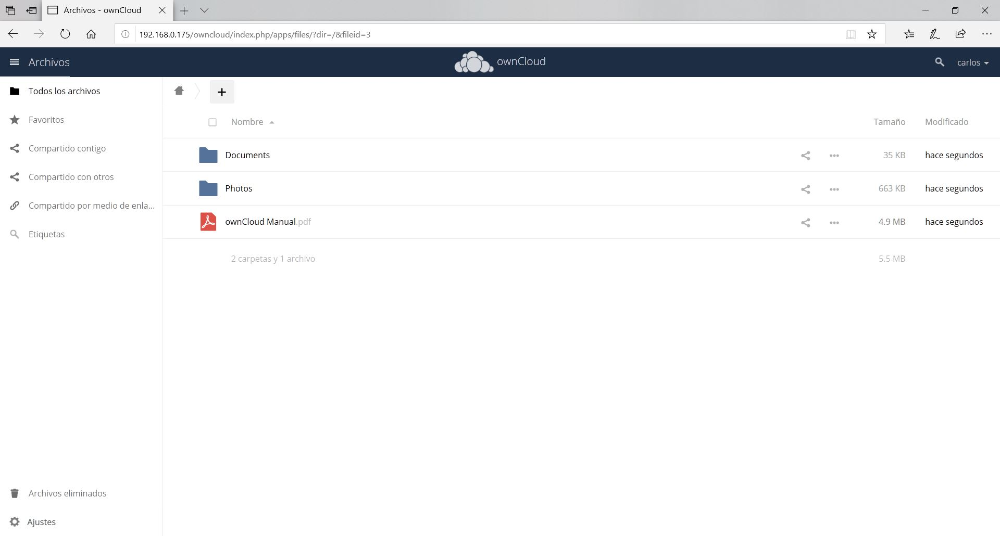 Archivos - ownCloud
192.168.0.175/owncloud/index.php/apps/files/?dir=/&fileid=3
Archivos
ownCloud
carlos
Todos los archivos
Favoritos
Compartido contigo
Compartido con otros
Compartido por medio de enla...
Etiquetas
Archivos eliminados
Ajustes
Nombre Tamaño Modificado
Documents 35 KB hace segundos
Photos 663 KB hace segundos
ownCloud Manual.pdf 4.9 MB hace segundos
2 carpetas y 1 archivo 5.5 MB